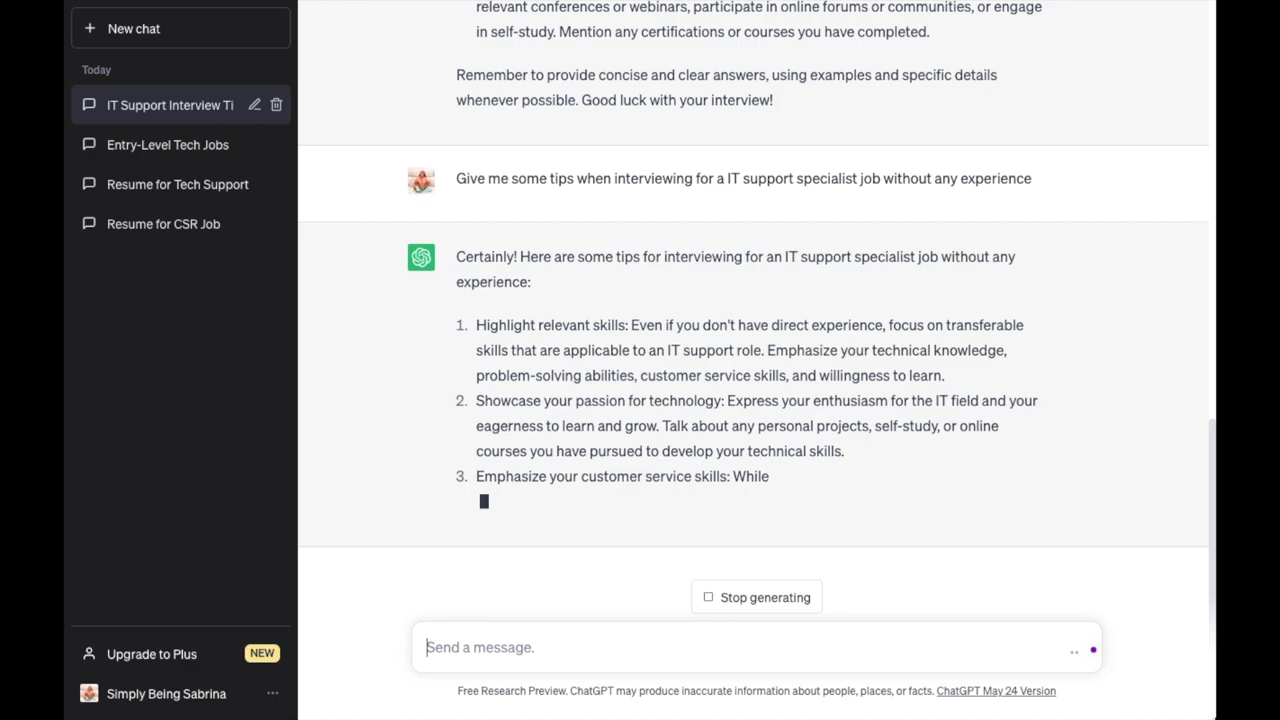 New chat
Today
IT Support Interview Ti
Entry-Level Tech Jobs
Resume for Tech Support
Resume for CSR Job
Upgrade to Plus
NEW
Simply Being Sabrina
relevant conferences or webinars, participate in online forums or communities, or engage
in self-study. Mention any certifications or courses you have completed.
Remember to provide concise and clear answers, using examples and specific details
whenever possible. Good luck with your interview!
Give me some tips when interviewing for a IT support specialist job without any experience
Certainly! Here are some tips for interviewing for an IT support specialist job without any
experience:
1. Highlight relevant skills: Even if you don't have direct experience, focus on transferable
skills that are applicable to an IT support role. Emphasize your technical knowledge,
problem-solving abilities, customer service skills, and willingness to learn.
2. Showcase your passion for technology: Express your enthusiasm for the IT field and your
eagerness to learn and grow. Talk about any personal projects, self-study, or online
courses you have pursued to develop your technical skills.
3. Emphasize your customer service skills: While
Stop generating
Send a message.
Free Research Preview. ChatGPT may produce inaccurate information about people, places, or facts. ChatGPT May 24 Version